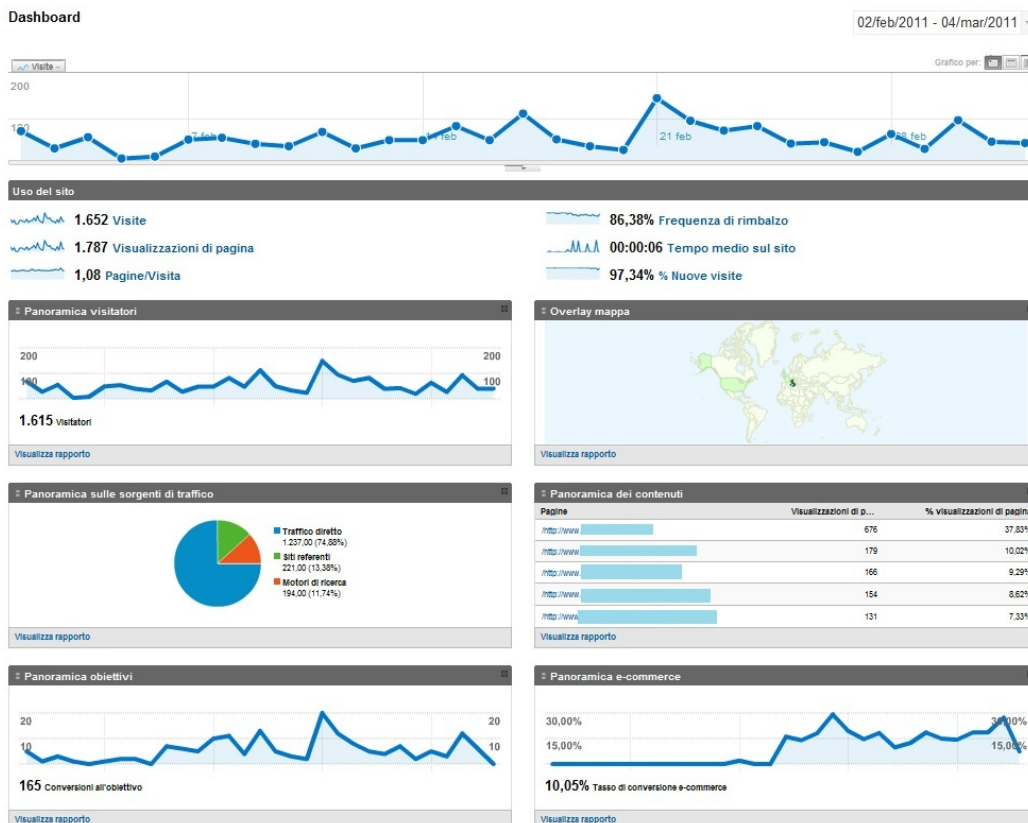 Dashboard
02/feb/2011 - 04/mar/2011
Visite
Grafico per:
200
100
7 feb
14 feb
21 feb
28 feb
Uso del sito
1.652 Visite
86,38% Frequenza di rimbalzo
1.787 Visualizzazioni di pagina
00:00:06 Tempo medio sul sito
1,08 Pagine/Visita
97,34% % Nuove visite
Panoramica visitatori
200
200
100
100
1.615 Visitatori
Visualizza rapporto
Overlay mappa
Visualizza rapporto
Panoramica sulle sorgenti di traffico
Traffico diretto
1.237,00 (74,88%)
Siti referenti
221,00 (13,38%)
Motori di ricerca
194,00 (11,74%)
Visualizza rapporto
Panoramica dei contenuti
Pagine Visualizzazioni di p... % visualizzazioni di pagina
/http://www. 676 37,83%
/http://www. 179 10,02%
/http://www. 166 9,29%
/http://www. 154 8,62%
/http://www 131 7,33%
Visualizza rapporto
Panoramica obiettivi
20
20
10
10
165 Conversioni all'obiettivo
Visualizza rapporto
Panoramica e-commerce
30,00%
30,00%
15,00%
15,00%
10,05% Tasso di conversione e-commerce
Visualizza rapporto